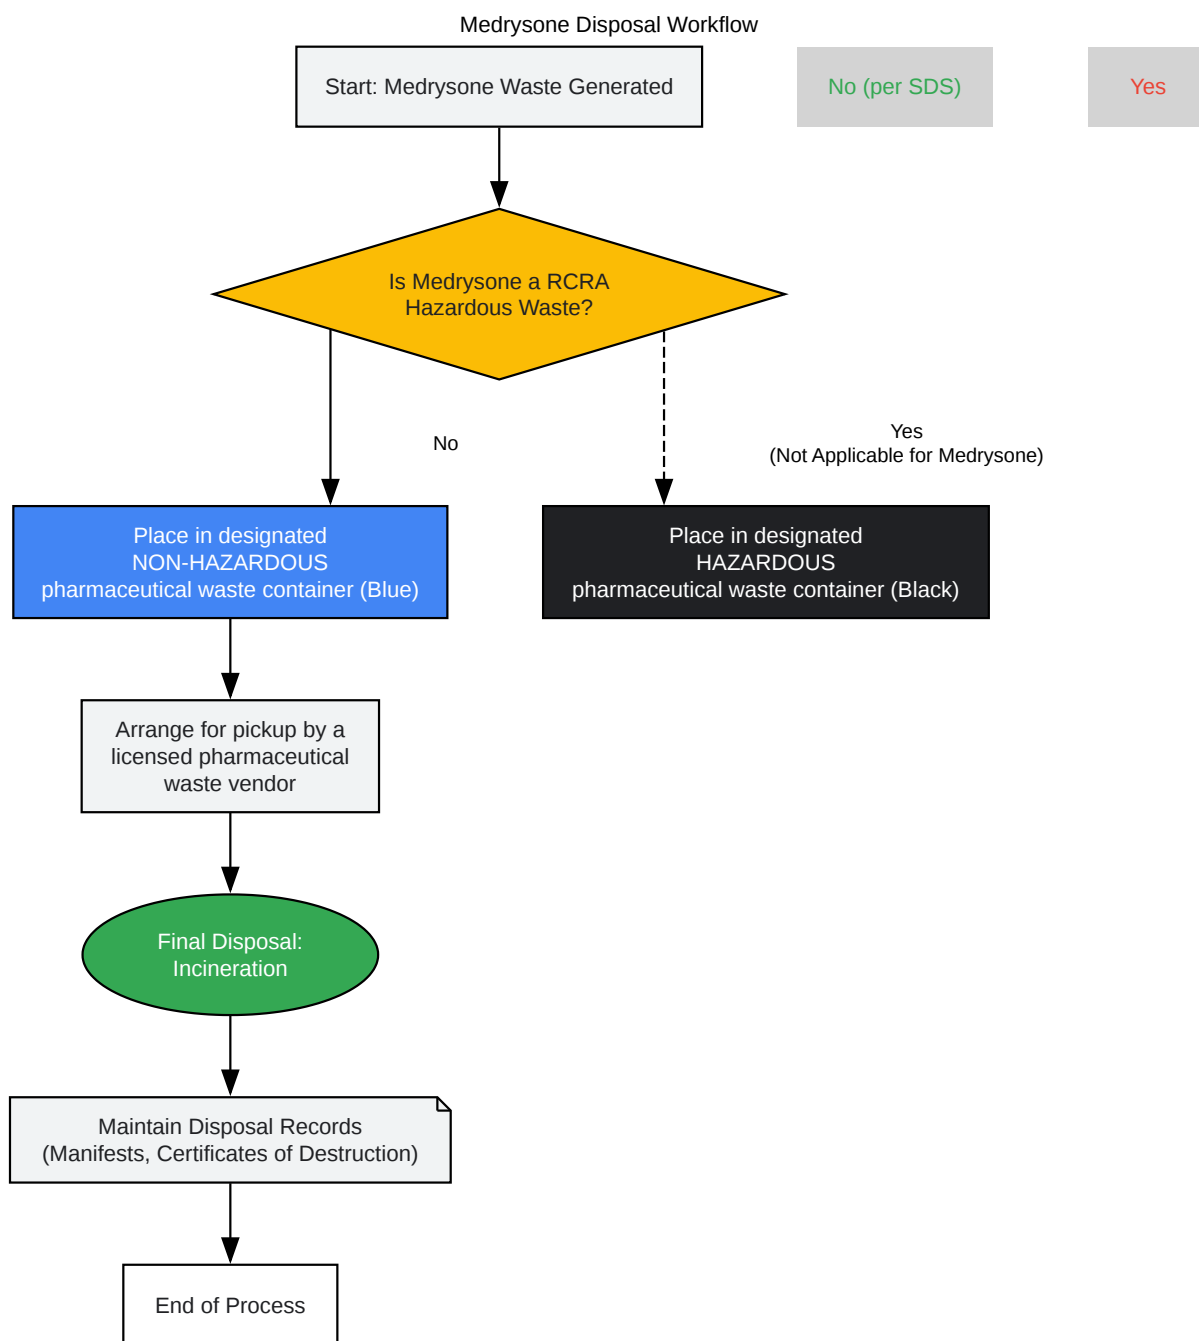 Medrysone Disposal Workflow
Start: Medrysone Waste Generated
No (per SDS)
Yes
Is Medrysone a RCRA
Hazardous Waste?
No
Yes
(Not Applicable for Medrysone)
Place in designated
NON-HAZARDOUS
pharmaceutical waste container (Blue)
Place in designated
HAZARDOUS
pharmaceutical waste container (Black)
Arrange for pickup by a
licensed pharmaceutical
waste vendor
Final Disposal:
Incineration
Maintain Disposal Records
(Manifests, Certificates of Destruction)
End of Process